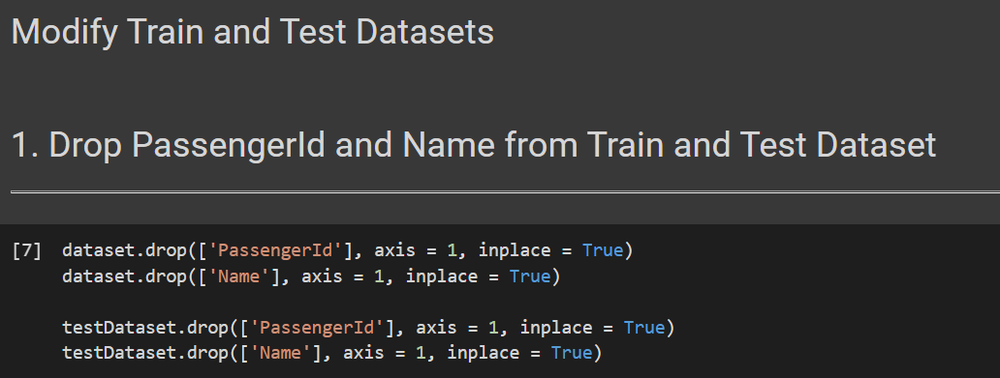 Modify Train and Test Datasets
1. Drop PassengerId and Name from Train and Test Dataset
[7] dataset.drop(['PassengerId'], axis = 1, inplace = True)
dataset.drop(['Name'], axis = 1, inplace = True)
testDataset.drop(['PassengerId'], axis = 1, inplace = True)
testDataset.drop(['Name'], axis = 1, inplace = True)